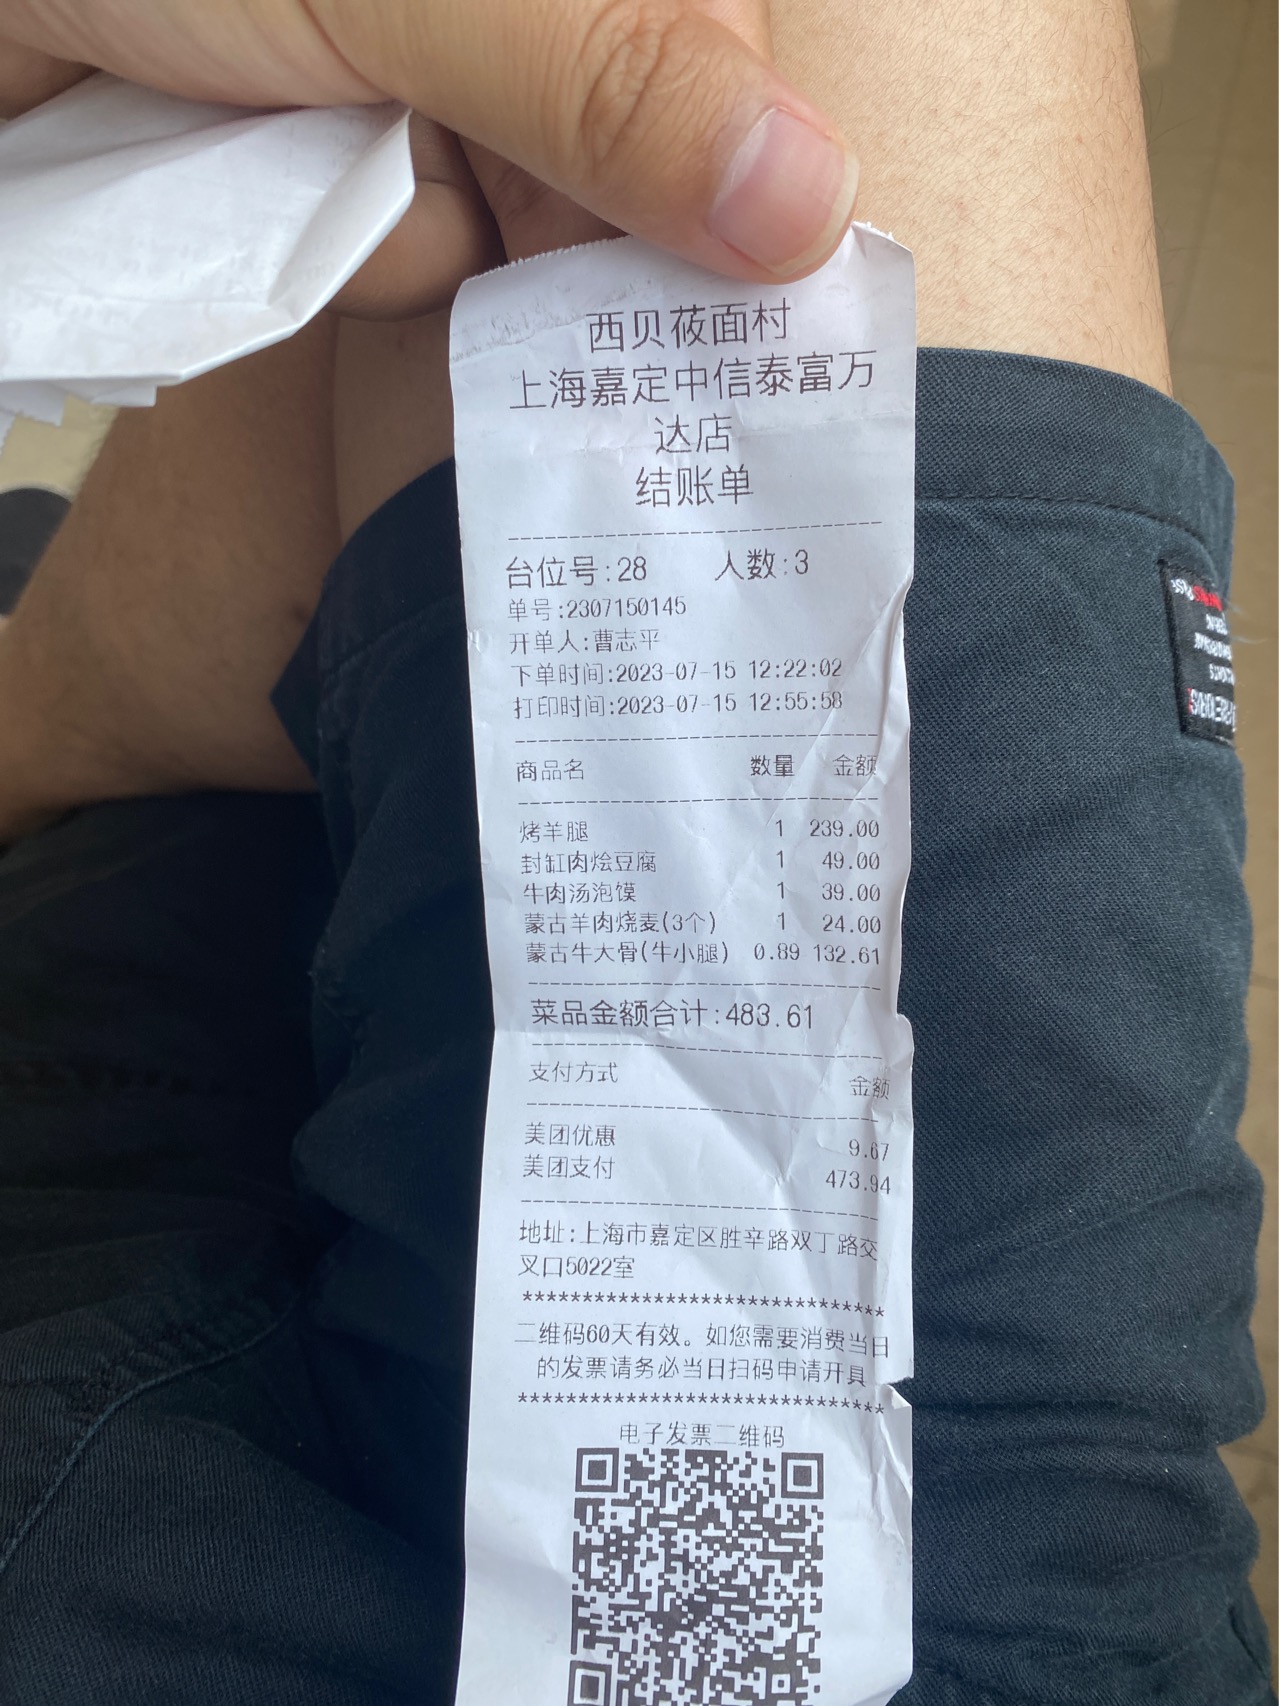 西贝莜面村
上海嘉定中信泰富万
达店
结账单
台位号:28 人数:3
单号:2307150145
开单人:曹志平
下单时间:2023-07-15 12:22:02
打印时间:2023-07-15 12:55:58
商品名 数量 金额
烤羊腿 1 239.00
封缸肉烩豆腐 1 49.00
牛肉汤泡馍 1 39.00
蒙古羊肉烧麦(3个) 1 24.00
蒙古牛大骨(牛小腿) 0.89 132.61
菜品金额合计:483.61
支付方式 金额
美团优惠 9.67
美团支付 473.94
地址:上海市嘉定区胜辛路双丁路交
叉口5022室
******************************
二维码60天有效。如您需要消费当日
的发票请务必当日扫码申请开具
******************************
电子发票二维码